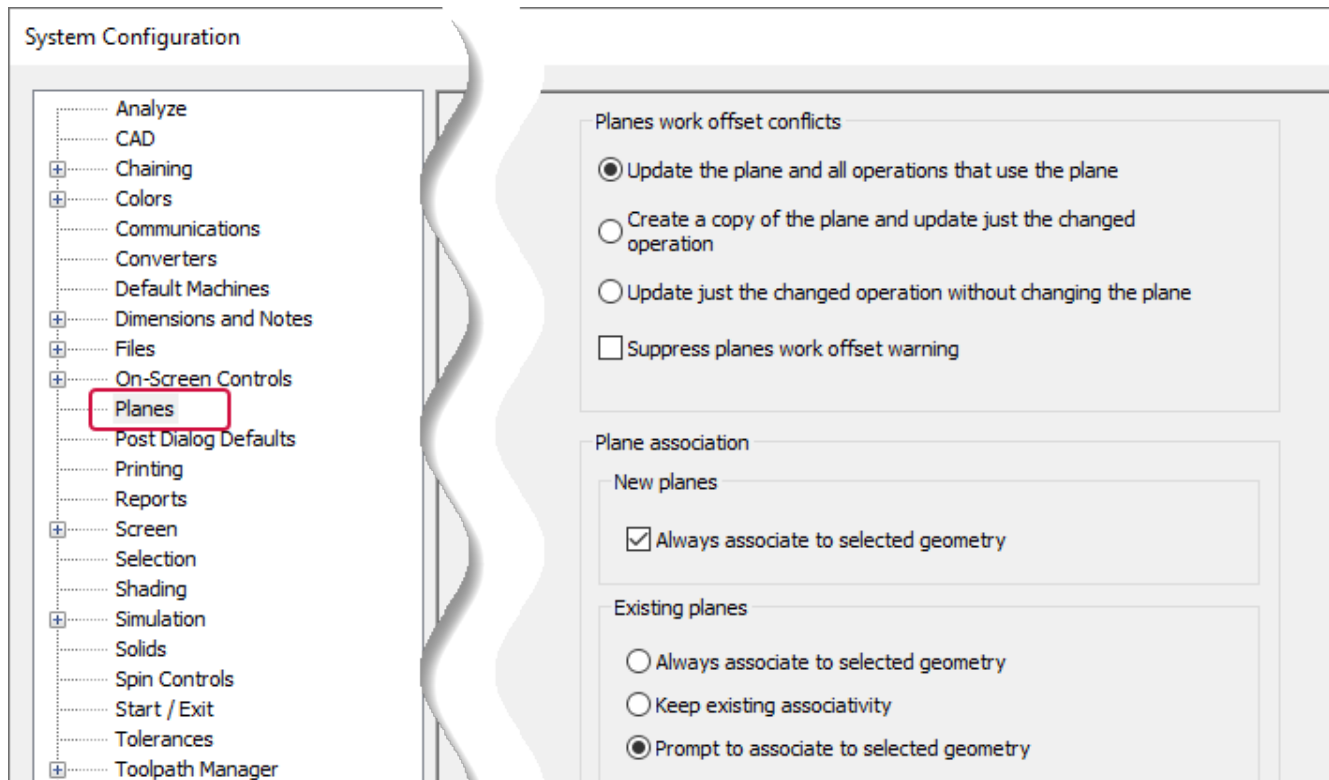 System Configuration
Analyze
CAD
Chaining
Colors
Communications
Converters
Default Machines
Dimensions and Notes
Files
On-Screen Controls
Planes
Post Dialog Defaults
Printing
Reports
Screen
Selection
Shading
Simulation
Solids
Spin Controls
Start / Exit
Tolerances
Toolpath Manager
Planes work offset conflicts
Update the plane and all operations that use the plane
Create a copy of the plane and update just the changed
operation
Update just the changed operation without changing the plane
Suppress planes work offset warning
Plane association
New planes
Always associate to selected geometry
Existing planes
Always associate to selected geometry
Keep existing associativity
Prompt to associate to selected geometry